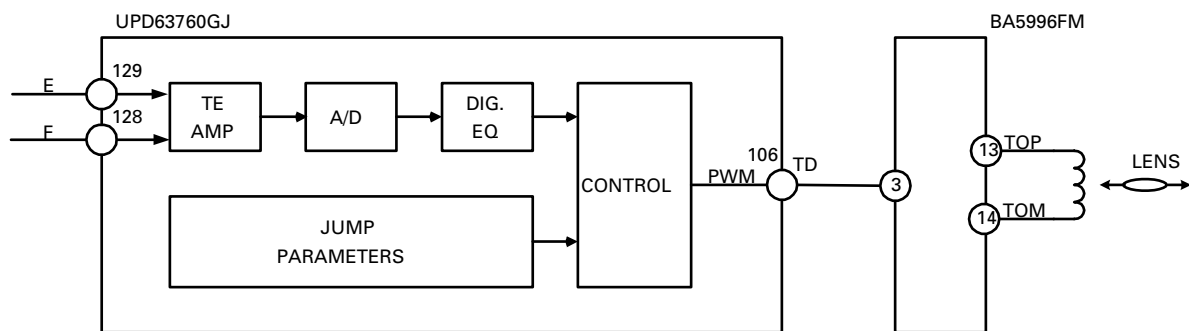 UPD63760GJ
BA5996FM
E
129
F
128
TE
AMP
A/D
DIG.
EQ
CONTROL
JUMP
PARAMETERS
PWM
106
TD
3
13
TOP
14
TOM
LENS